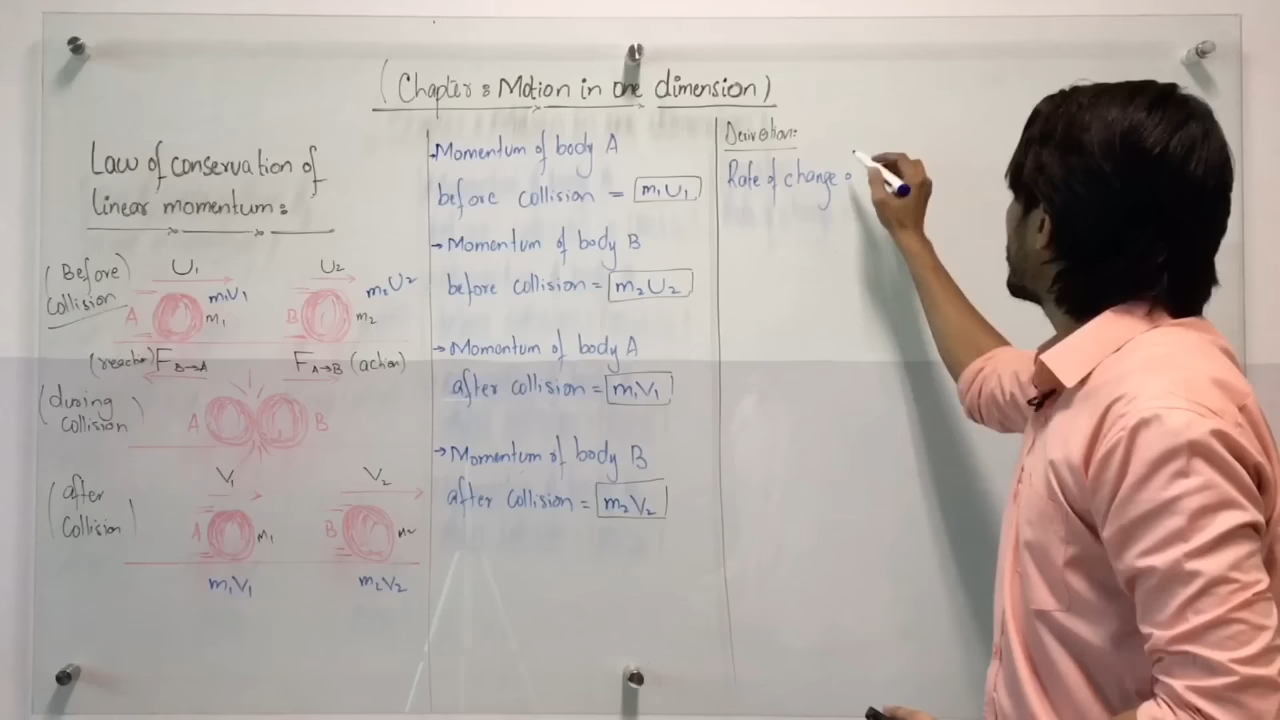 (Chapter : Motion in one dimension)
Law of conservation of
linear momentum:
(Before
collision)
U₁
U₂
m₁U₁
m₂U₂
A
m₁
B
m₂
(reaction) F B→A
F A→B (action)
(during
collision)
A
B
(after
collision)
V₁
V₂
A
m₁
B
m₂
m₁V₁
m₂V₂
→Momentum of body A
before collision = m₁U₁
→ Momentum of body B
before collision = m₂U₂
→ Momentum of body A
after collision = m₁V₁
→ Momentum of body B
after collision = m₂V₂
Derivation:
Rate of change o